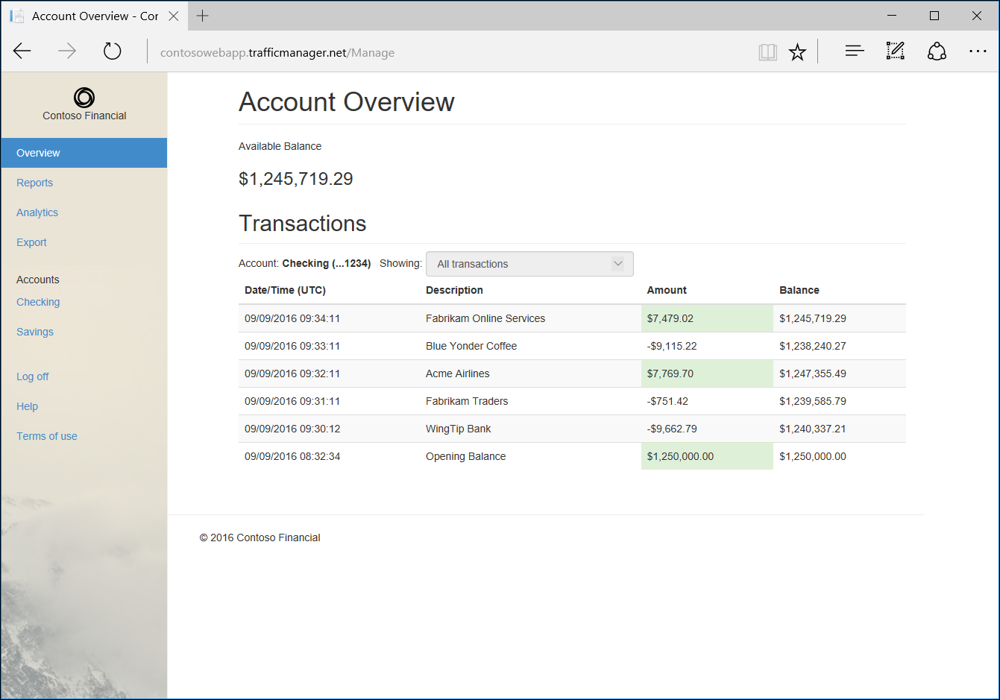 Account Overview - Cor
contosowebapp.trafficmanager.net/Manage
Contoso Financial
Overview
Reports
Analytics
Export
Accounts
Checking
Savings
Log off
Help
Terms of use
Account Overview
Available Balance
$1,245,719.29
Transactions
Account: Checking (...1234) Showing: All transactions
Date/Time (UTC) Description Amount Balance
09/09/2016 09:34:11 Fabrikam Online Services $7,479.02 $1,245,719.29
09/09/2016 09:33:11 Blue Yonder Coffee -$9,115.22 $1,238,240.27
09/09/2016 09:32:11 Acme Airlines $7,769.70 $1,247,355.49
09/09/2016 09:31:11 Fabrikam Traders -$751.42 $1,239,585.79
09/09/2016 09:30:12 WingTip Bank -$9,662.79 $1,240,337.21
09/09/2016 08:32:34 Opening Balance $1,250,000.00 $1,250,000.00
© 2016 Contoso Financial